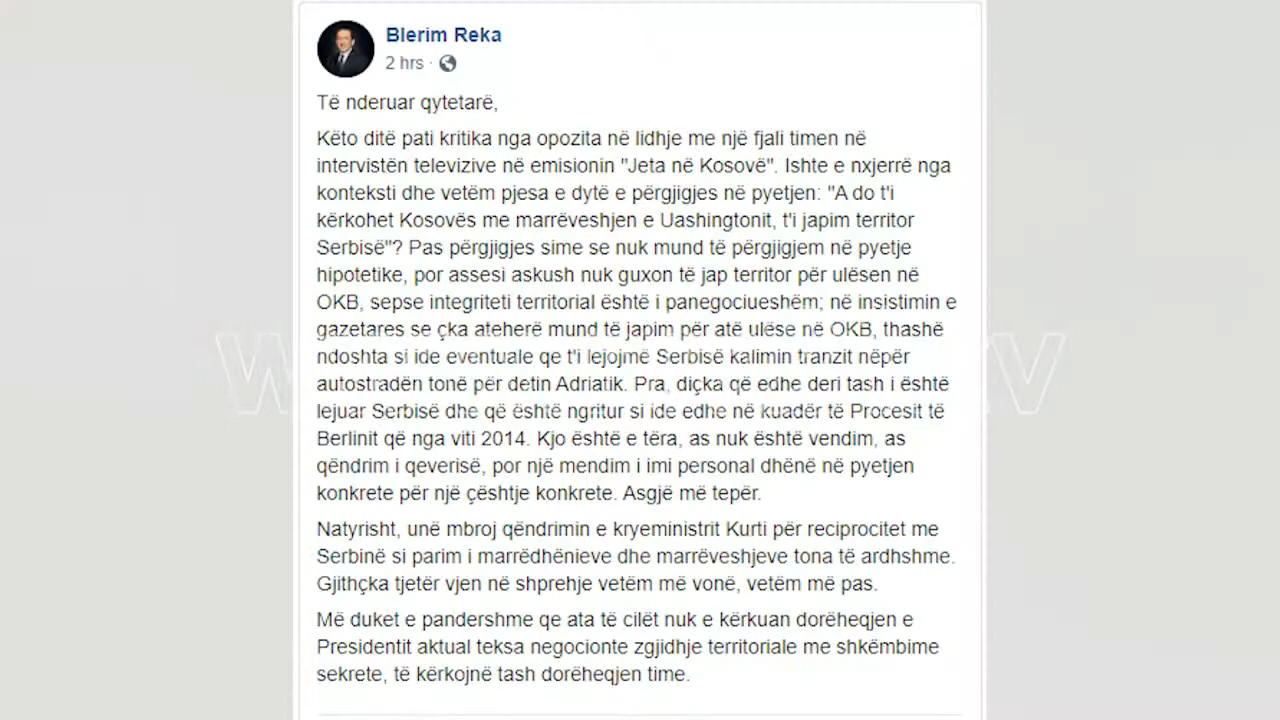 Blerim Reka
2 hrs ·
Të nderuar qytetarë,
Këto ditë pati kritika nga opozita në lidhje me një fjali timen në
intervistën televizive në emisionin "Jeta në Kosovë". Ishte e nxjerrë nga
konteksti dhe vetëm pjesa e dytë e përgjigjes në pyetjen: "A do t'i
kërkohet Kosovës me marrëveshjen e Uashingtonit, t'i japim territor
Serbisë"? Pas përgjigjes sime se nuk mund të përgjigjem në pyetje
hipotetike, por assesi askush nuk guxon të jap territor për ulësen në
OKB, sepse integriteti territorial është i panegociueshëm; në insistimin e
gazetares se çka ateherë mund të japim për atë ulëse në OKB, thashë
ndoshta si ide eventuale qe t'i lejojmë Serbisë kalimin tranzit nëpër
autostradën tonë për detin Adriatik. Pra, diçka që edhe deri tash i është
lejuar Serbisë dhe që është ngritur si ide edhe në kuadër të Procesit të
Berlinit që nga viti 2014. Kjo është e tëra, as nuk është vendim, as
qëndrim i qeverisë, por një mendim i imi personal dhënë në pyetjen
konkrete për një çështje konkrete. Asgjë më tepër.
Natyrisht, unë mbroj qëndrimin e kryeministrit Kurti për reciprocitet me
Serbinë si parim i marrëdhënieve dhe marrëveshjeve tona të ardhshme.
Gjithçka tjetër vjen në shprehje vetëm më vonë, vetëm më pas.
Më duket e pandershme qe ata të cilët nuk e kërkuan dorëheqjen e
Presidentit aktual teksa negocionte zgjidhje territoriale me shkëmbime
sekrete, të kërkojnë tash dorëheqjen time.